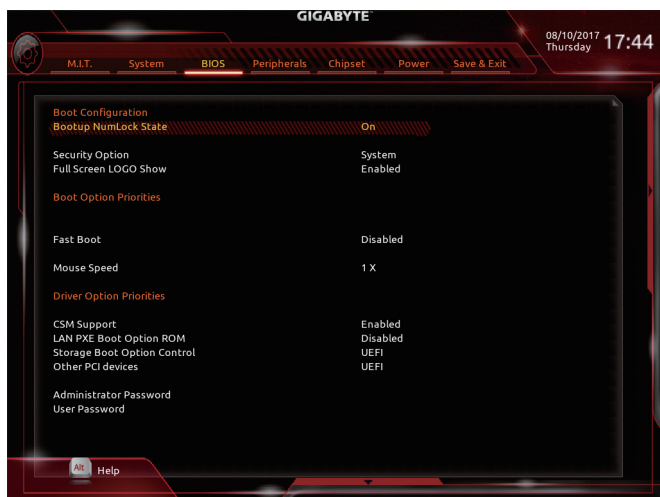 GIGABYTE
08/10/2017 Thursday 17:44
M.I.T. System BIOS Peripherals Chipset Power Save & Exit
Boot Configuration
Bootup NumLock State On
Security Option System
Full Screen LOGO Show Enabled
Boot Option Priorities
Fast Boot Disabled
Mouse Speed 1 X
Driver Option Priorities
CSM Support Enabled
LAN PXE Boot Option ROM Disabled
Storage Boot Option Control UEFI
Other PCI devices UEFI
Administrator Password
User Password
Alt Help